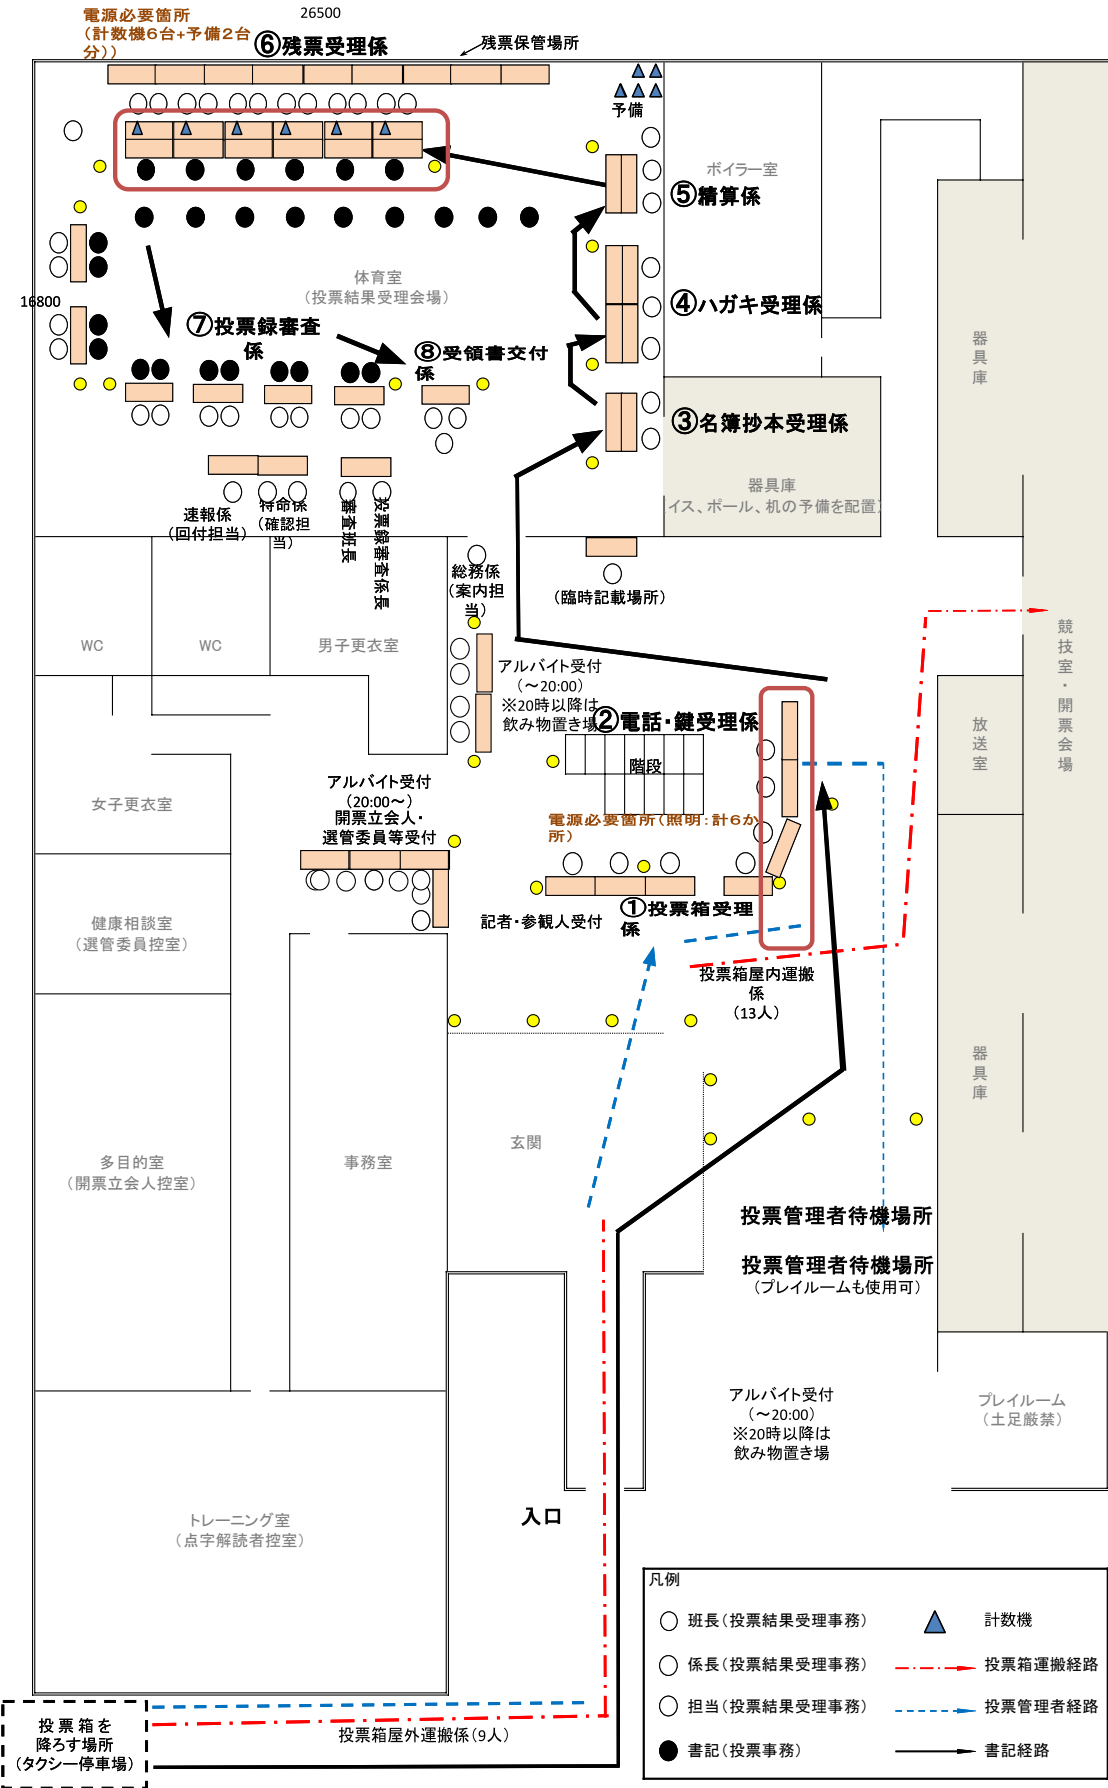 電源必要箇所
（計数機6台+予備2台
分））
26500
⑥残票受理係
残票保管場所
予備
ボイラー室
⑤精算係
体育室
（投票結果受理会場）
16800
④ハガキ受理係
⑦投票録審査
係
⑧受領書交付
係
器具庫
③名簿抄本受理係
器具庫
イス、ポール、机の予備を配置）
速報係
（回付担当）
特命係
（確認担
当）
審査班長
投票録審査係長
総務係
（案内担
当）
（臨時記載場所）
WC
WC
男子更衣室
競技室・開票会場
アルバイト受付
（～20:00）
※20時以降は
飲み物置き場
②電話・鍵受理係
階段
放送室
アルバイト受付
（20:00～）
開票立会人・
選管委員等受付
女子更衣室
電源必要箇所（照明：計6か
所）
記者・参観人受付
①投票箱受理
係
健康相談室
（選管委員控室）
投票箱屋内運搬
係
（13人）
器具庫
玄関
多目的室
（開票立会人控室）
事務室
投票管理者待機場所
投票管理者待機場所
（プレイルームも使用可）
アルバイト受付
（～20:00）
※20時以降は
飲み物置き場
プレイルーム
（土足厳禁）
入口
トレーニング室
（点字解読者控室）
凡例
班長（投票結果受理事務）
計数機
係長（投票結果受理事務）
投票箱運搬経路
担当（投票結果受理事務）
投票管理者経路
書記（投票事務）
書記経路
投票箱を
降ろす場所
（タクシー停車場）
投票箱屋外運搬係（9人）